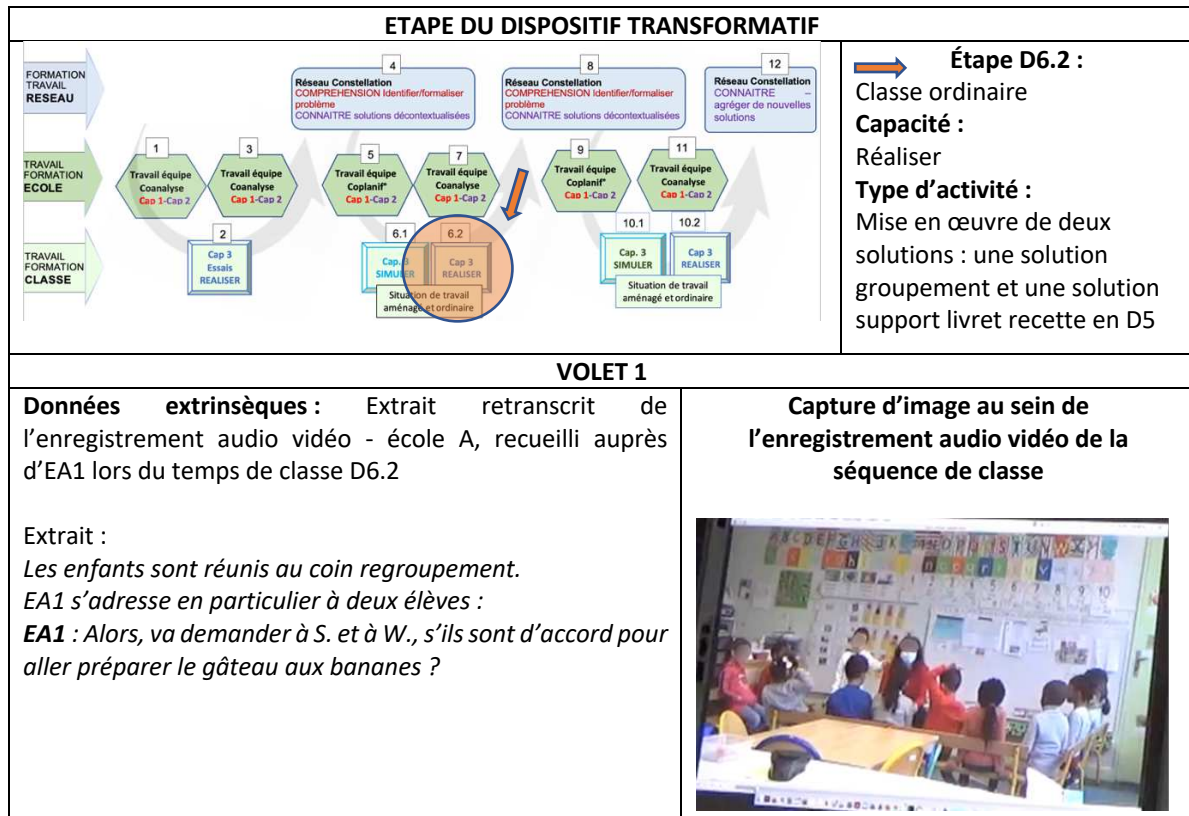 ETAPE DU DISPOSITIF TRANSFORMATIF
FORMATION
TRAVAIL
RESEAU
4
Réseau Constellation
COMPREHENSION Identifier/formaliser
problème
CONNAITRE solutions décontextualisées
8
Réseau Constellation
COMPREHENSION Identifier/formaliser
problème
CONNAITRE solutions décontextualisées
12
Réseau Constellation
CONNAITRE –
agréger de nouvelles
solutions
TRAVAIL
FORMATION
ECOLE
1
Travail équipe
Coanalyse
Cap 1-Cap 2
3
Travail équipe
Coanalyse
Cap 1-Cap 2
5
Travail équipe
Coplanif°
Cap 1-Cap 2
7
Travail équipe
Coanalyse
Cap 1-Cap 2
9
Travail équipe
Coplanif°
Cap 1-Cap 2
11
Travail équipe
Coanalyse
Cap 1-Cap 2
TRAVAIL
FORMATION
CLASSE
2
Cap 3
Essais
REALISER
6.1
Cap. 3
SIMULER
6.2
Cap 3
REALISER
Situation de travail
aménagé et ordinaire
10.1
Cap. 3
SIMULER
10.2
Cap 3
REALISER
Situation de travail
aménagé et ordinaire
Étape D6.2 :
Classe ordinaire
Capacité :
Réaliser
Type d’activité :
Mise en œuvre de deux
solutions : une solution
groupement et une solution
support livret recette en D5
VOLET 1
Données extrinsèques : Extrait retranscrit de
l’enregistrement audio vidéo - école A, recueilli auprès
d’EA1 lors du temps de classe D6.2
Extrait :
Les enfants sont réunis au coin regroupement.
EA1 s’adresse en particulier à deux élèves :
EA1 : Alors, va demander à S. et à W., s’ils sont d’accord pour
aller préparer le gâteau aux bananes ?
Capture d’image au sein de
l’enregistrement audio vidéo de la
séquence de classe